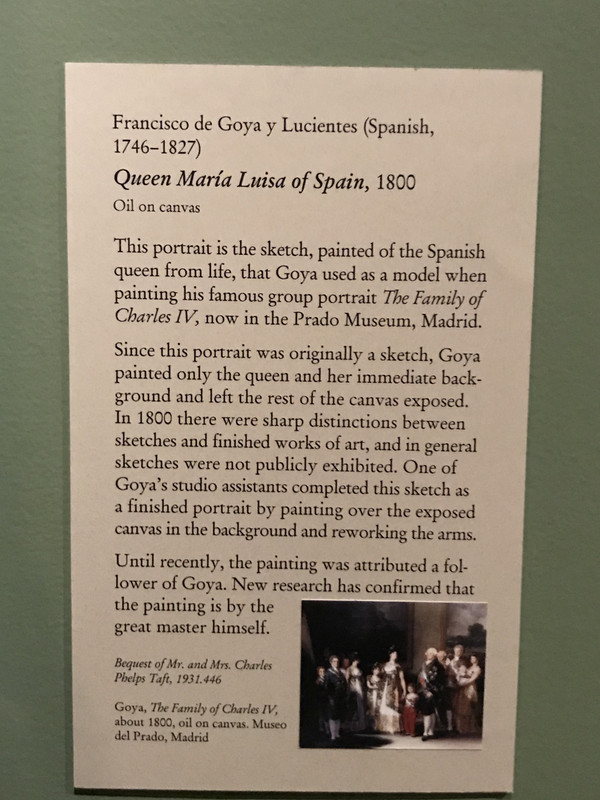 Francisco de Goya y Lucientes (Spanish,
1746–1827)
Queen María Luisa of Spain, 1800
Oil on canvas
This portrait is the sketch, painted of the Spanish
queen from life, that Goya used as a model when
painting his famous group portrait The Family of
Charles IV, now in the Prado Museum, Madrid.
Since this portrait was originally a sketch, Goya
painted only the queen and her immediate back-
ground and left the rest of the canvas exposed.
In 1800 there were sharp distinctions between
sketches and finished works of art, and in general
sketches were not publicly exhibited. One of
Goya's studio assistants completed this sketch as
a finished portrait by painting over the exposed
canvas in the background and reworking the arms.
Until recently, the painting was attributed a fol-
lower of Goya. New research has confirmed that
the painting is by the
great master himself.
Bequest of Mr. and Mrs. Charles
Phelps Taft, 1931.446
Goya, The Family of Charles IV,
about 1800, oil on canvas. Museo
del Prado, Madrid